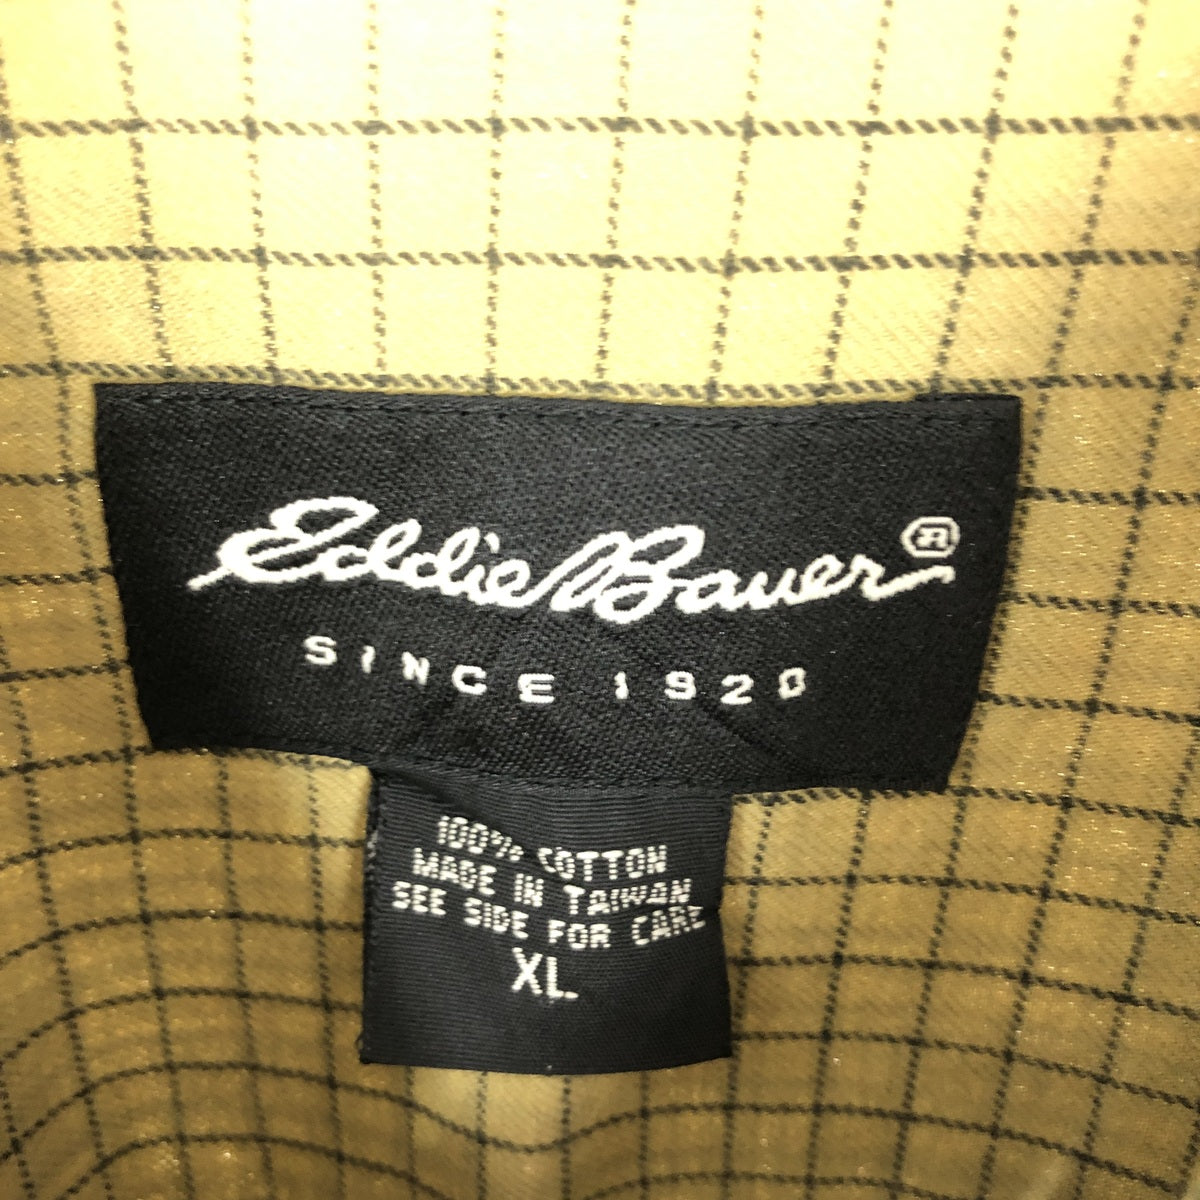 Eddie Bauer ®
SINCE 1920
100% COTTON
MADE IN TAIWAN
SEE SIDE FOR CARE
XL